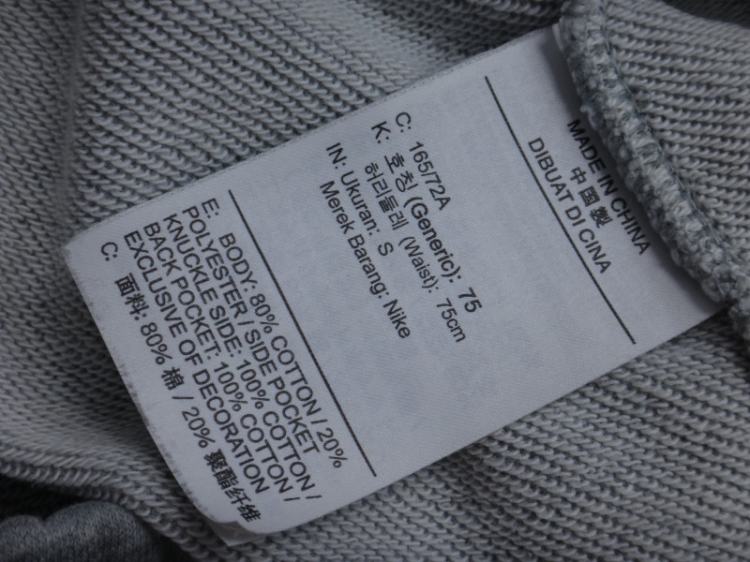 MADE IN CHINA
中国製
DIBUAT DI CINA
C: 165/72A
K: 호칭 (Generic): 75
허리둘레 (Waist): 75cm
IN: Ukuran: S
Merek Barang: Nike
E: BODY: 80% COTTON / 20%
POLYESTER / SIDE POCKET
KNUCKLE SIDE: 100% COTTON /
BACK POCKET: 100% COTTON /
EXCLUSIVE OF DECORATION
C: 面料: 80% 棉 / 20% 聚酯纤维